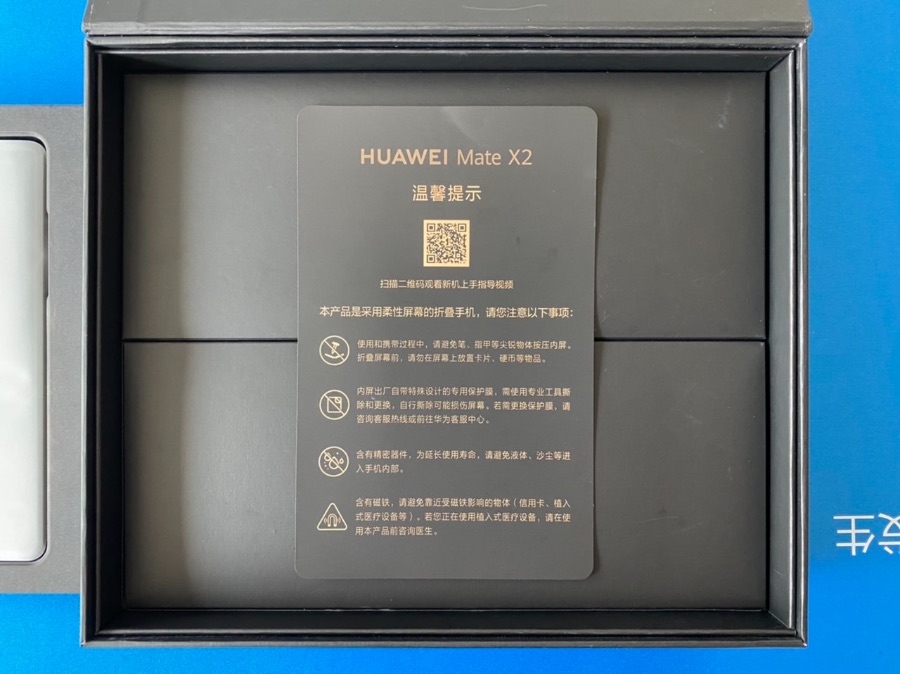 HUAWEI Mate X2
温馨提示
扫描二维码观看新机上手指导视频
本产品是采用柔性屏幕的折叠手机，请您注意以下事项：
使用和携带过程中，请避免笔、指甲等尖锐物体按压内屏。
折叠屏幕前，请勿在屏幕上放置卡片、硬币等物品。
内屏出厂自带特殊设计的专用保护膜，需使用专业工具撕
除和更换，自行撕除可能损伤屏幕。若需更换保护膜，请
咨询客服热线或前往华为客服中心。
含有精密器件，为延长使用寿命，请避免液体、沙尘等进
入手机内部。
含有磁铁，请避免靠近受磁铁影响的物体（信用卡、植入
式医疗设备等）。若您正在使用植入式医疗设备，请在使
用本产品前咨询医生。
发生